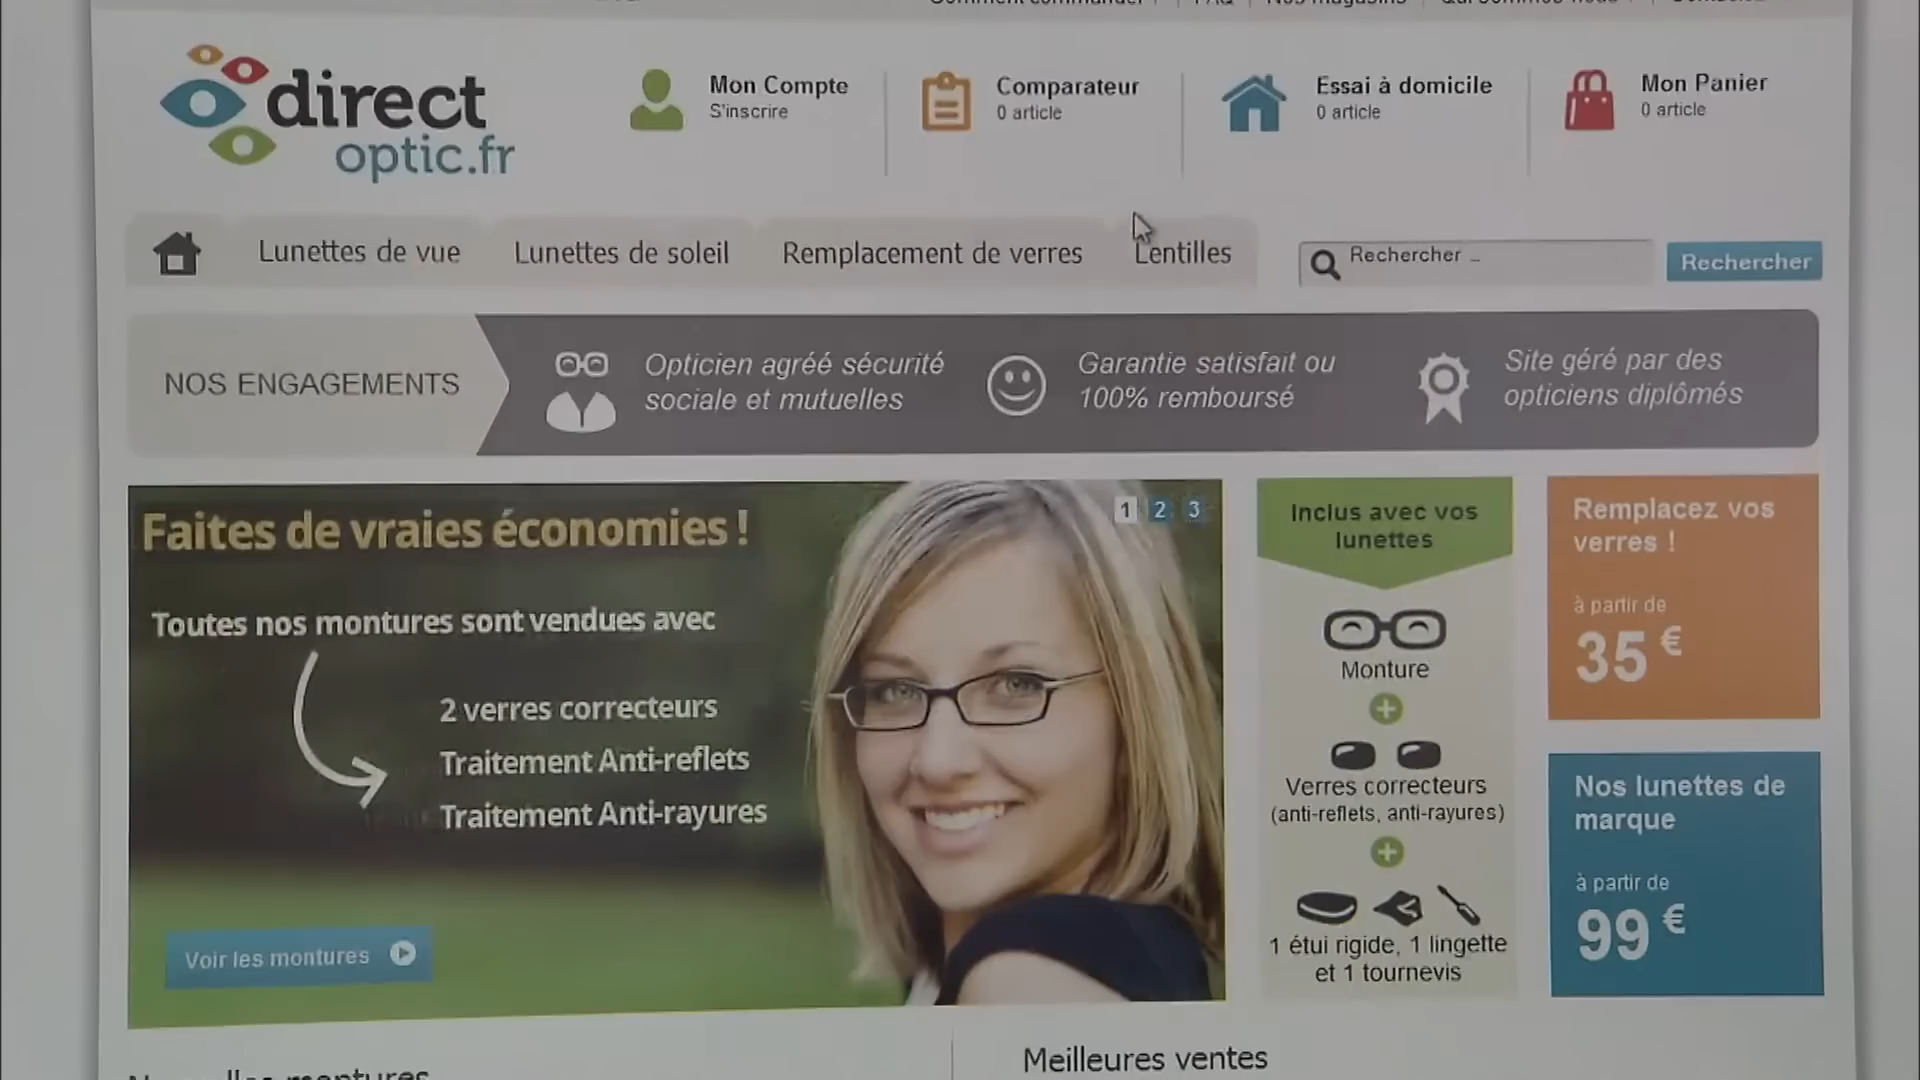 Nos magasins
direct
optic.fr
Mon Compte
S'inscrire
Comparateur
0 article
Essai à domicile
0 article
Mon Panier
0 article
Lunettes de vue
Lunettes de soleil
Remplacement de verres
Lentilles
Rechercher ...
Rechercher
NOS ENGAGEMENTS
Opticien agréé sécurité
sociale et mutuelles
Garantie satisfait ou
100% remboursé
Site géré par des
opticiens diplômés
Faites de vraies économies !
1 2 3
Toutes nos montures sont vendues avec
2 verres correcteurs
Traitement Anti-reflets
Traitement Anti-rayures
Voir les montures
Inclus avec vos
lunettes
Monture
Verres correcteurs
(anti-reflets, anti-rayures)
1 étui rigide, 1 lingette
et 1 tournevis
Remplacez vos
verres !
à partir de
35 €
Nos lunettes de
marque
à partir de
99 €
Meilleures ventes